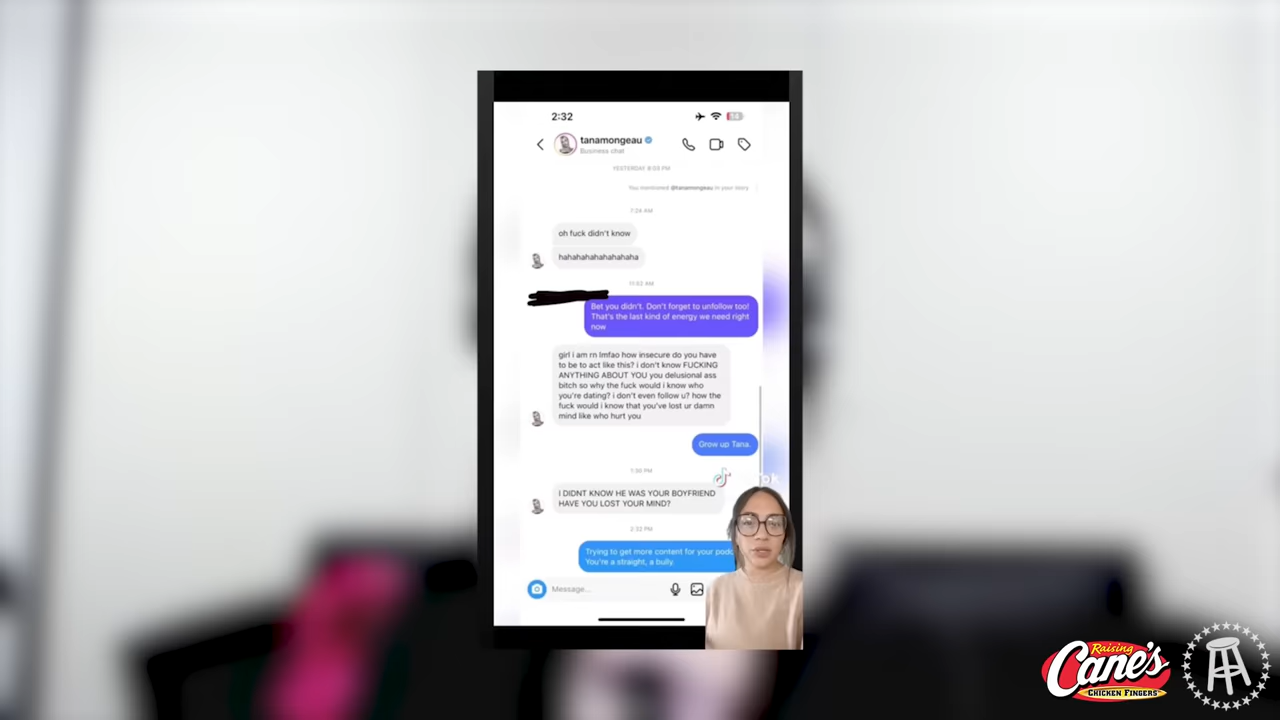 2:32
tanamongeau
Business chat
YESTERDAY 8:55 PM
You mentioned @tanamongeau in your story
7:24 AM
oh fuck didn't know
hahahahahahahahaha
11:52 AM
Bet you didn't. Don't forget to unfollow too!
That's the last kind of energy we need right
now
girl i am rn lmfao how insecure do you have
to be to act like this? i don't know FUCKING
ANYTHING ABOUT YOU you delusional ass
bitch so why the fuck would i know who
you're dating? i don't even follow u? how the
fuck would i know that you've lost ur damn
mind like who hurt you
Grow up Tana.
I DIDNT KNOW HE WAS YOUR BOYFRIEND
HAVE YOU LOST YOUR MIND?
2:32 PM
Trying to get more content for your podc
You're a straight, a bully.
Message...
Raising
Cane's
CHICKEN FINGERS